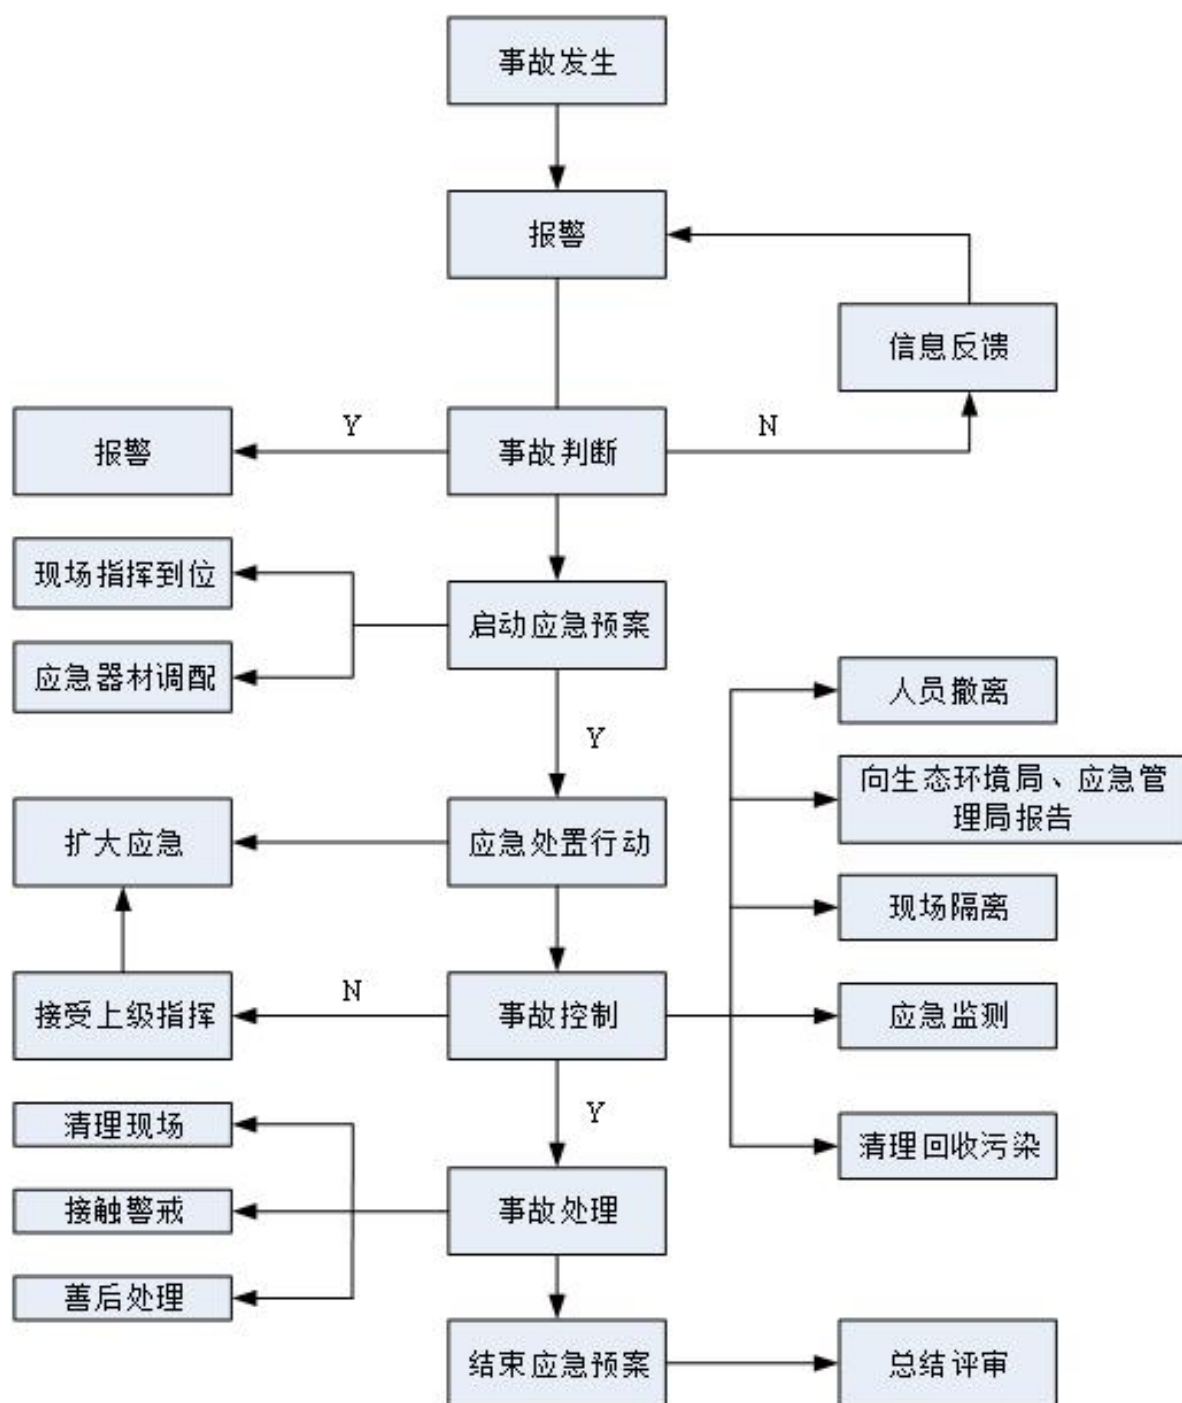 事故发生
报警
信息反馈
报警
Y
事故判断
N
现场指挥到位
启动应急预案
应急器材调配
人员撤离
Y
向生态环境局、应急管
理局报告
扩大应急
应急处置行动
现场隔离
接受上级指挥
N
事故控制
应急监测
清理现场
Y
清理回收污染
接触警戒
事故处理
善后处理
结束应急预案
总结评审